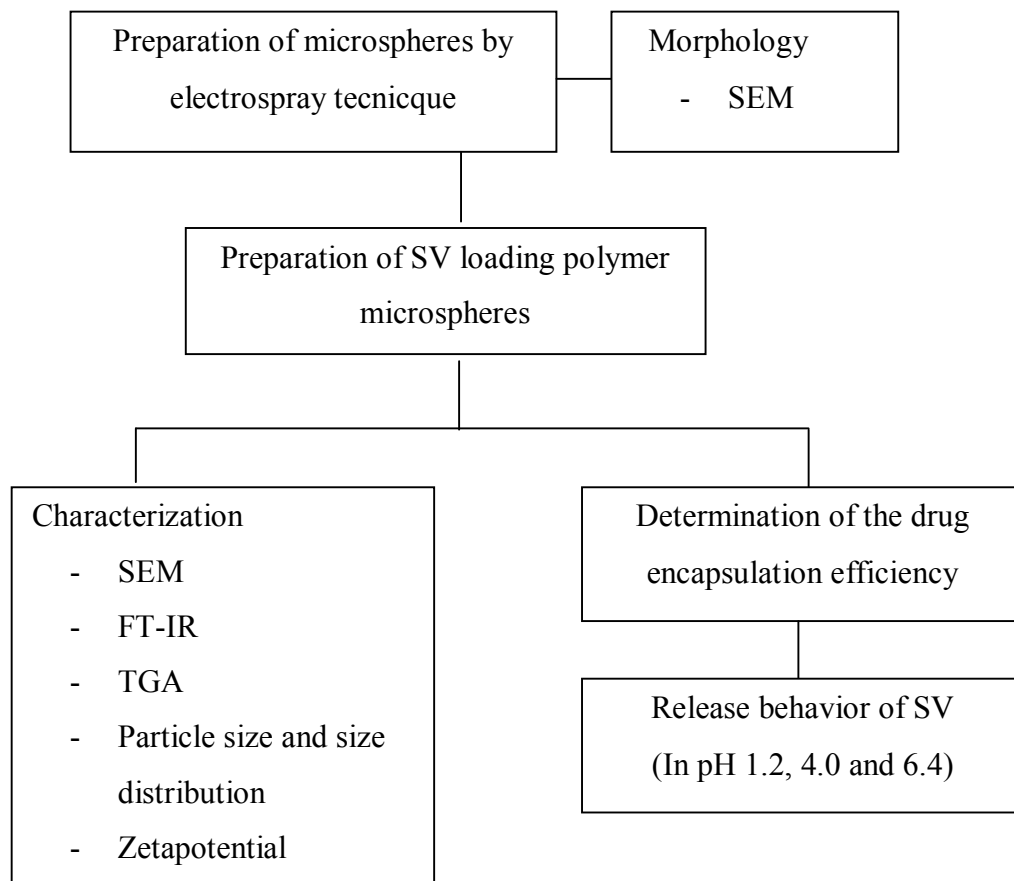 Preparation of microspheres by
electrospray tecnicque
Morphology
- SEM
Preparation of SV loading polymer
microspheres
Characterization
- SEM
- FT-IR
- TGA
- Particle size and size
distribution
- Zetapotential
Determination of the drug
encapsulation efficiency
Release behavior of SV
(In pH 1.2, 4.0 and 6.4)